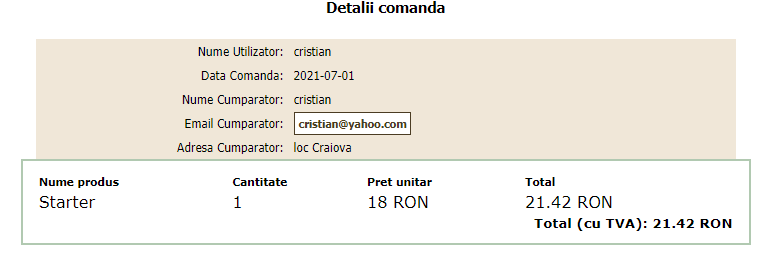 Detalii comanda
Nume Utilizator: cristian
Data Comanda: 2021-07-01
Nume Cumparator: cristian
Email Cumparator: cristian@yahoo.com
Adresa Cumparator: loc Craiova
Nume produs Cantitate Pret unitar Total
Starter 1 18 RON 21.42 RON
Total (cu TVA): 21.42 RON